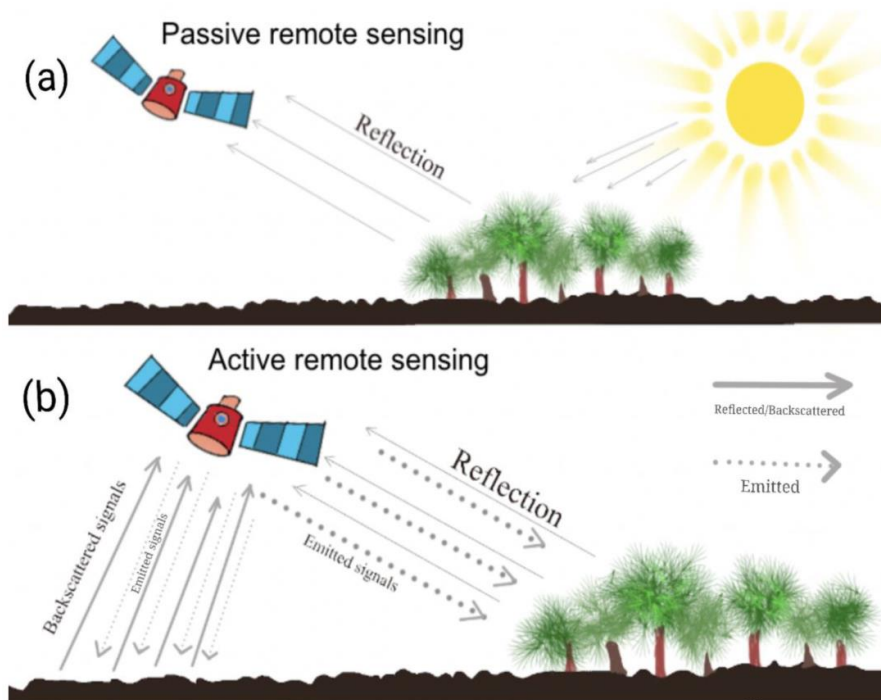 Passive remote sensing
(a)
Reflection
Active remote sensing
(b)
Reflected/Backscattered
Emitted
Reflection
Backscattered signals
Emitted signals
Emitted signals